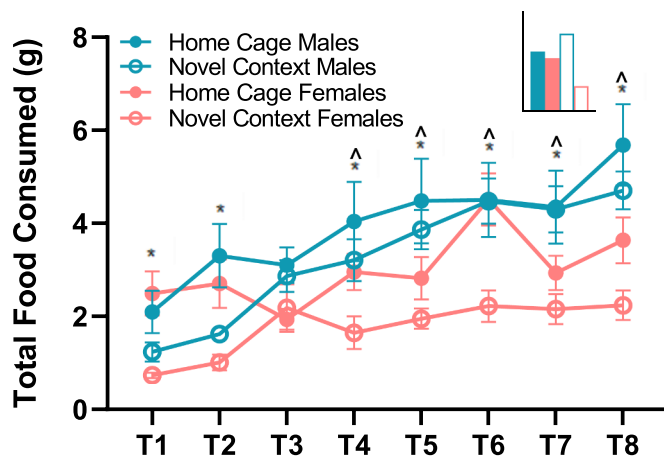 Total Food Consumed (g)
8
6
4
2
0
Home Cage Males
Novel Context Males
Home Cage Females
Novel Context Females
*
*
^
*
^
*
^
*
^
*
^
*
T1 T2 T3 T4 T5 T6 T7 T8